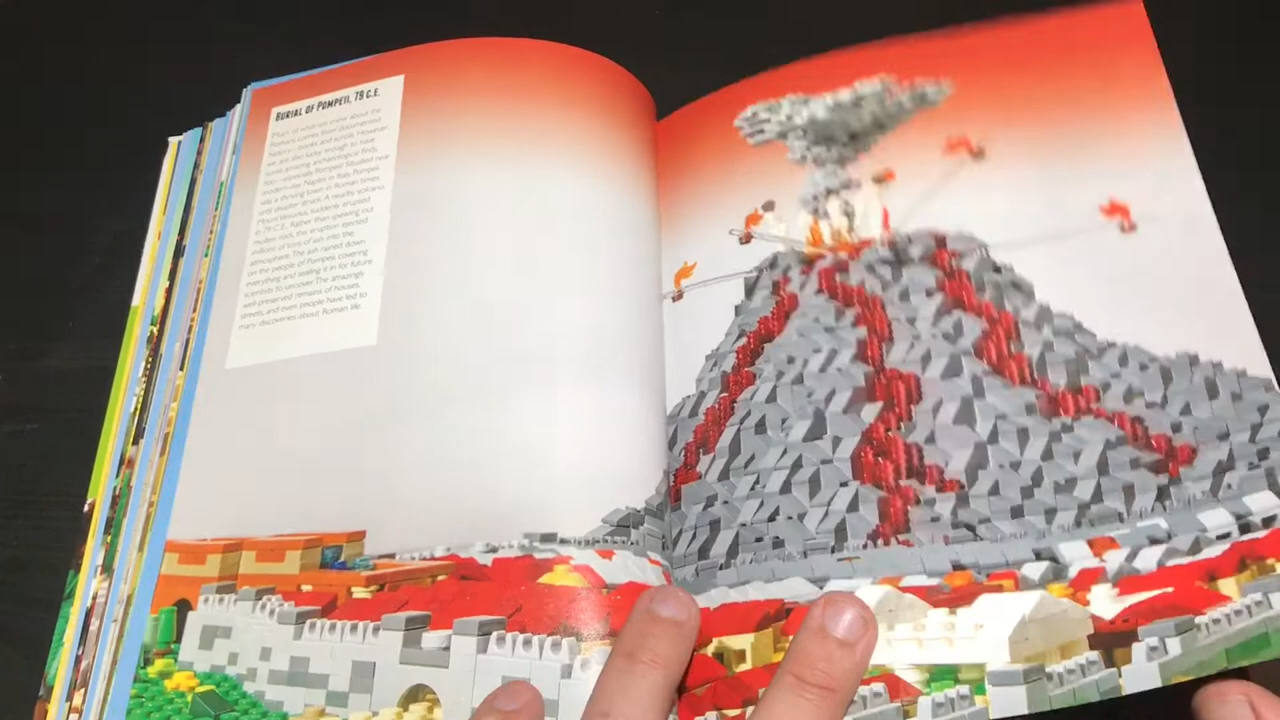 BURIAL OF POMPEII, 79 C.E.
Much of what we know about the
Romans comes from documented
history—books and scrolls. However,
we are also lucky enough to have
some amazing archaeological finds,
too—especially Pompeii! Situated near
modern-day Naples in Italy, Pompeii
was a thriving town in Roman times
until disaster struck. A nearby volcano,
Mount Vesuvius, suddenly erupted
in 79 C.E. Rather than spewing out
molten rock, this eruption ejected
millions of tons of ash into the
atmosphere. The ash rained down
on the people of Pompeii, covering
everything and sealing it in for future
scientists to uncover. The amazingly
well-preserved remains of houses,
streets, and even people have led to
many discoveries about Roman life.